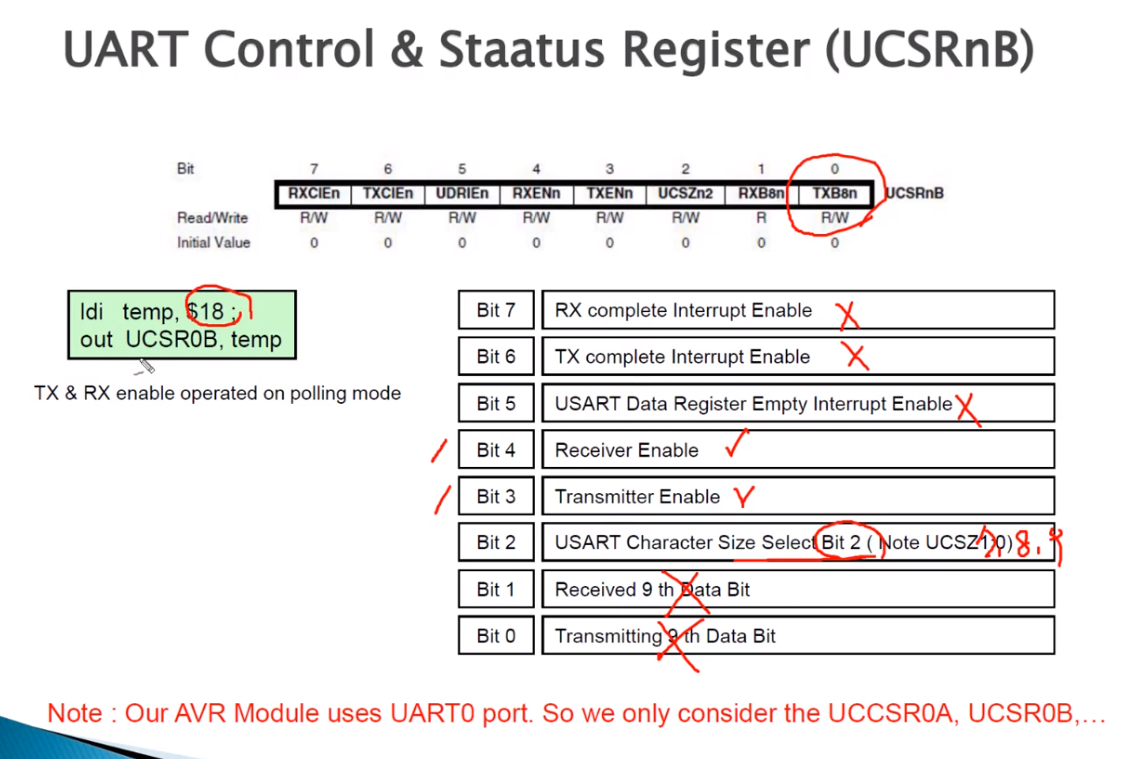 UART Control & Staatus Register (UCSRnB)
Bit 7 6 5 4 3 2 1 0
RXCIEn TXCIEn UDRIEn RXENn TXENn UCSZn2 RXB8n TXB8n UCSRnB
Read/Write R/W R/W R/W R/W R/W R/W R R/W
Initial Value 0 0 0 0 0 0 0 0
ldi temp, $18 ;
out UCSR0B, temp
TX & RX enable operated on polling mode
Bit 7 RX complete Interrupt Enable
Bit 6 TX complete Interrupt Enable
Bit 5 USART Data Register Empty Interrupt Enable
Bit 4 Receiver Enable
Bit 3 Transmitter Enable
Bit 2 USART Character Size Select Bit 2 ( Note UCSZ1,0)
Bit 1 Received 9 th Data Bit
Bit 0 Transmitting 9 th Data Bit
Note : Our AVR Module uses UART0 port. So we only consider the UCCSR0A, UCSR0B,…